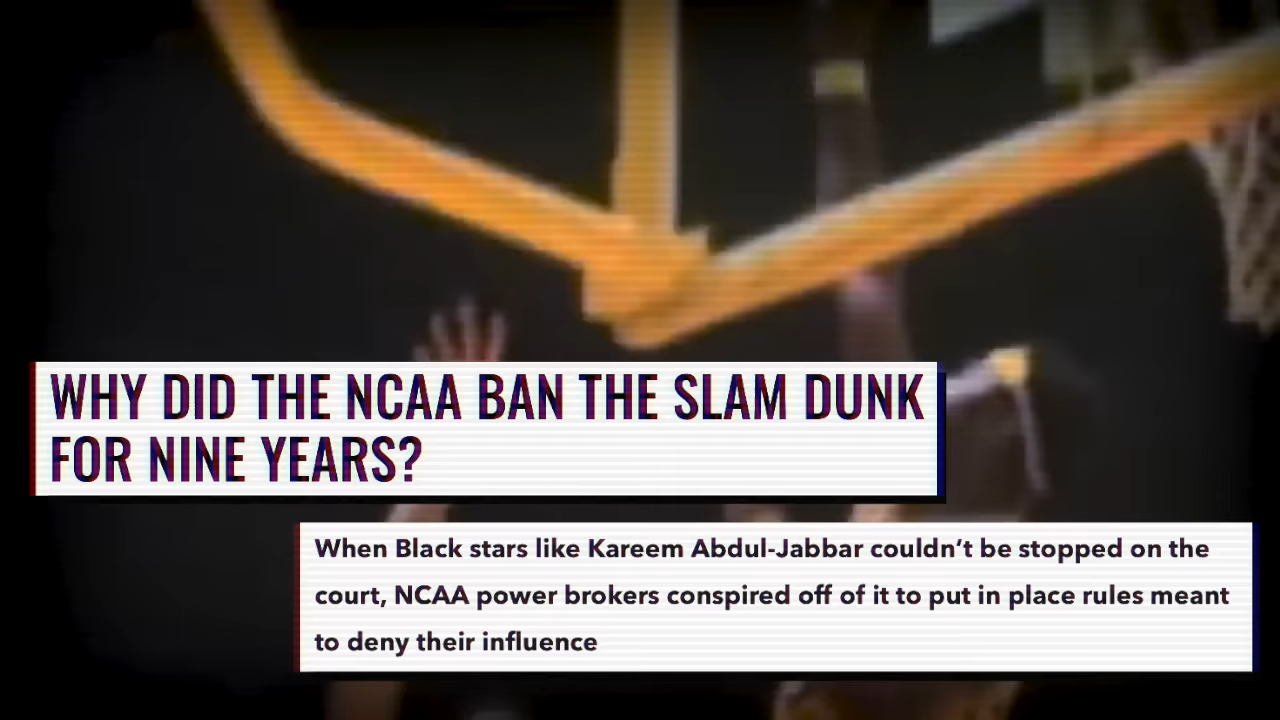 WHY DID THE NCAA BAN THE SLAM DUNK
FOR NINE YEARS?
When Black stars like Kareem Abdul-Jabbar couldn’t be stopped on the
court, NCAA power brokers conspired off of it to put in place rules meant
to deny their influence